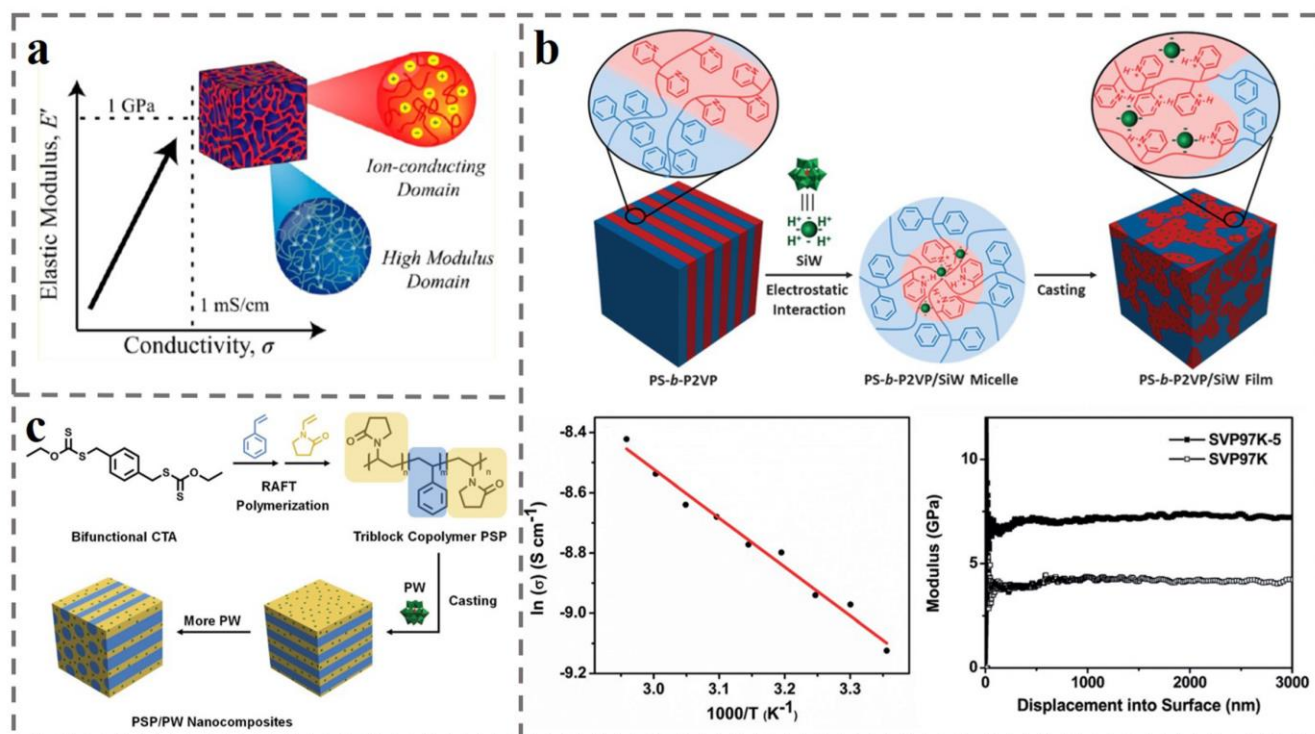 a
1 GPa
Elastic Modulus, E'
1 mS/cm
Conductivity, σ
Ion-conducting
Domain
High Modulus
Domain
b
H⁺ H⁺
H⁺ H⁺
SiW
Electrostatic
Interaction
Casting
PS-b-P2VP
PS-b-P2VP/SiW Micelle
PS-b-P2VP/SiW Film
c
RAFT
Polymerization
Bifunctional CTA
Triblock Copolymer PSP
PW
Casting
More PW
PSP/PW Nanocomposites
ln (σ) (S cm⁻¹)
-8.4
-8.6
-8.8
-9.0
-9.2
3.0 3.1 3.2 3.3
1000/T (K⁻¹)
Modulus (GPa)
10
5
0
0 1000 2000 3000
Displacement into Surface (nm)
SVP97K-5
SVP97K